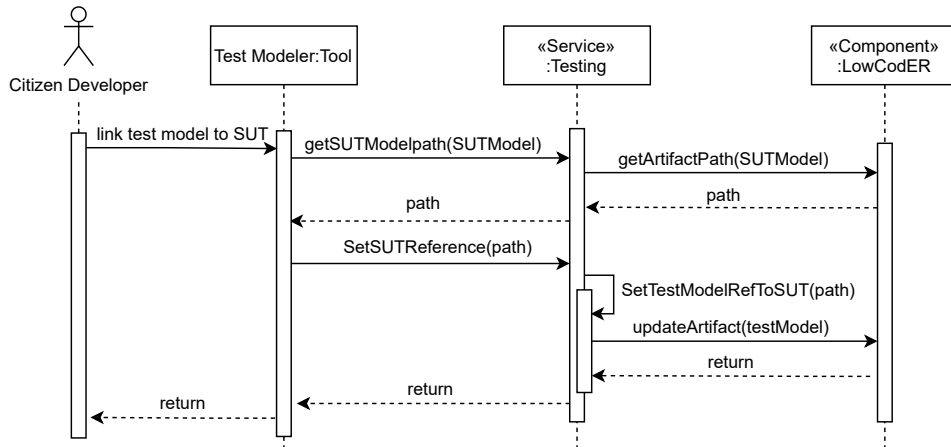 Citizen Developer
Test Modeler:Tool
«Service»
:Testing
«Component»
:LowCodER
link test model to SUT
getSUTModelpath(SUTModel)
getArtifactPath(SUTModel)
path
path
SetSUTReference(path)
SetTestModelRefToSUT(path)
updateArtifact(testModel)
return
return
return